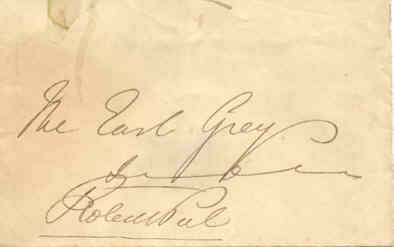 The Earl Grey
Robert Peel